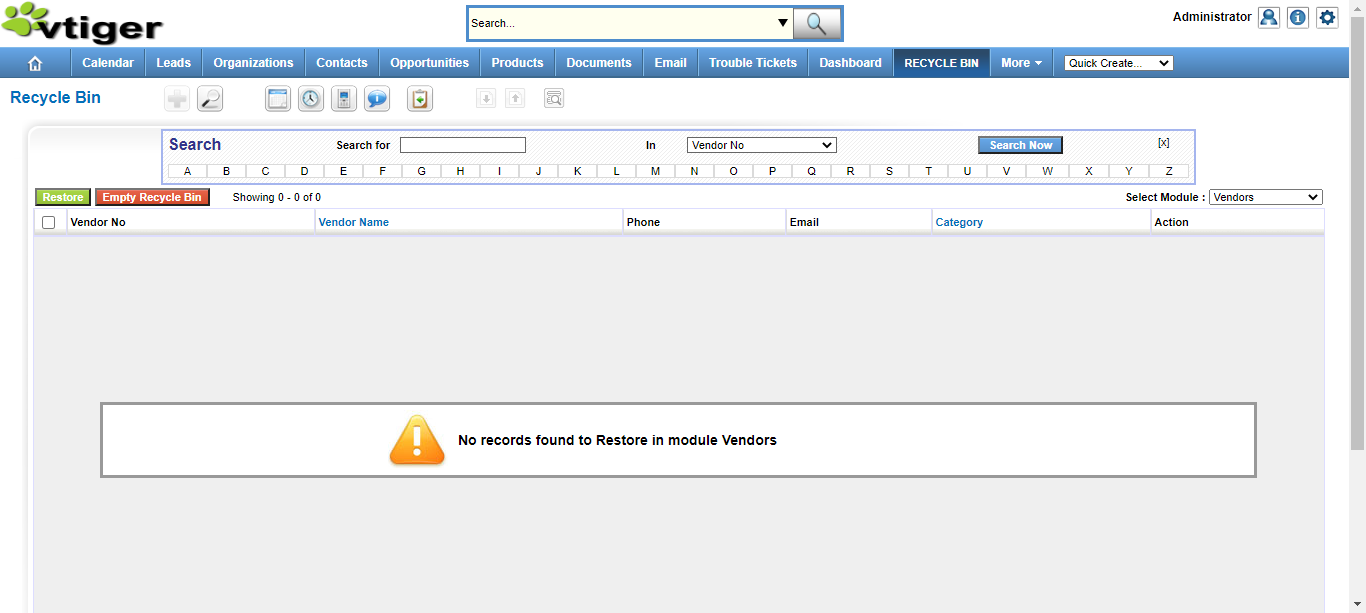 vtiger
Search...
Administrator
Calendar Leads Organizations Contacts Opportunities Products Documents Email Trouble Tickets Dashboard RECYCLE BIN More Quick Create...
Recycle Bin
Search Search for In Vendor No Search Now [x]
A B C D E F G H I J K L M N O P Q R S T U V W X Y Z
Restore Empty Recycle Bin Showing 0 - 0 of 0 Select Module : Vendors
Vendor No Vendor Name Phone Email Category Action
No records found to Restore in module Vendors